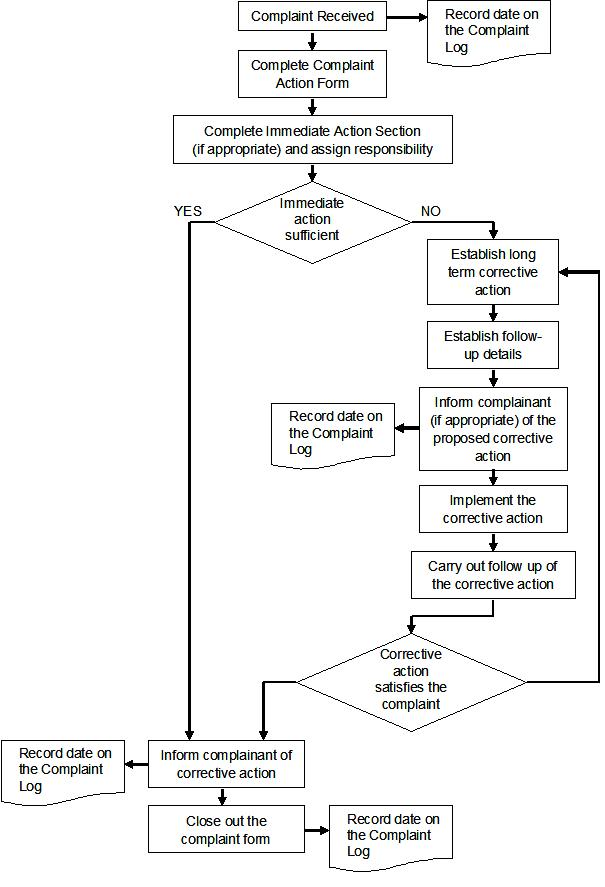 Complaint Received
Record date on
the Complaint
Log
Complete Complaint
Action Form
Complete Immediate Action Section
(if appropriate) and assign responsibility
YES
Immediate
action
sufficient
NO
Establish long
term corrective
action
Establish follow-
up details
Record date on
the Complaint
Log
Inform complainant
(if appropriate) of the
proposed corrective
action
Implement the
corrective action
Carry out follow up of
the corrective action
Corrective
action
satisfies the
complaint
Record date on
the Complaint
Log
Inform complainant of
corrective action
Close out the
complaint form
Record date on
the Complaint
Log